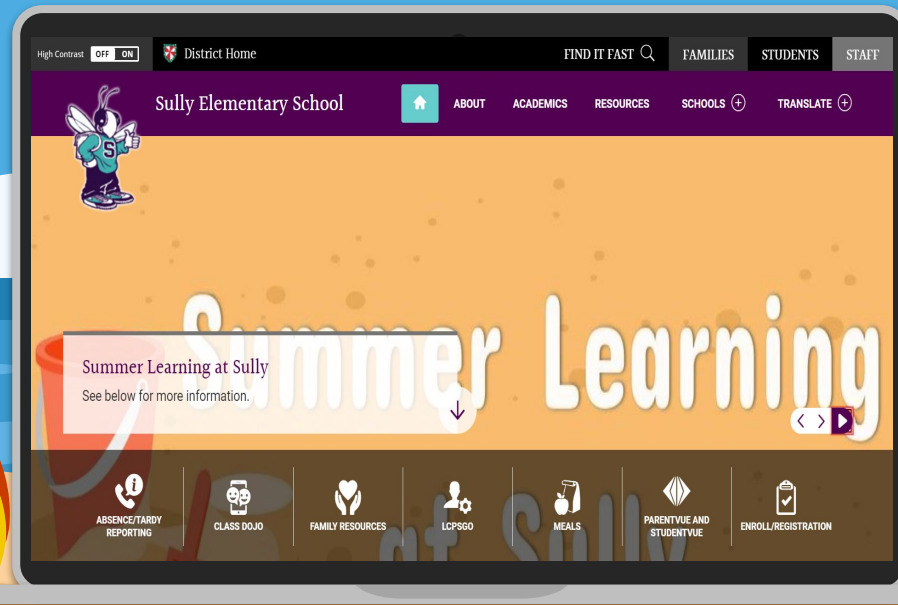 High Contrast OFF ON District Home FIND IT FAST FAMILIES STUDENTS STAFF
Sully Elementary School ABOUT ACADEMICS RESOURCES SCHOOLS TRANSLATE
S
Summer Learning
Summer Learning at Sully
See below for more information.
at Sully
ABSENCE/TARDY
REPORTING
CLASS DOJO
FAMILY RESOURCES
LCPSGO
MEALS
PARENTVUE AND
STUDENTVUE
ENROLL/REGISTRATION